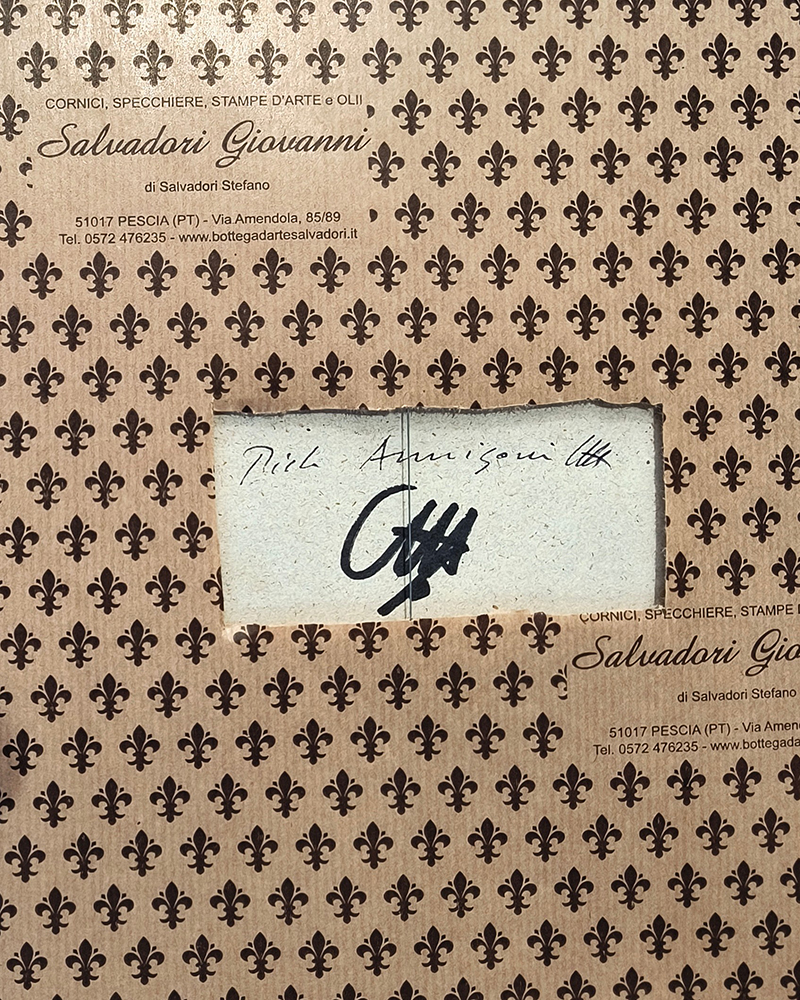 CORNICI, SPECCHIERE, STAMPE D'ARTE e OLII
Salvadori Giovanni
di Salvadori Stefano
51017 PESCIA (PT) - Via Amendola, 85/89
Tel. 0572 476235 - www.bottegadartesalvadori.it
Annigoni
CORNICI, SPECCHIERE, STAMPE
Salvadori Gio
di Salvadori Stefano
51017 PESCIA (PT) - Via Amen
Tel. 0572 476235 - www.bottegada